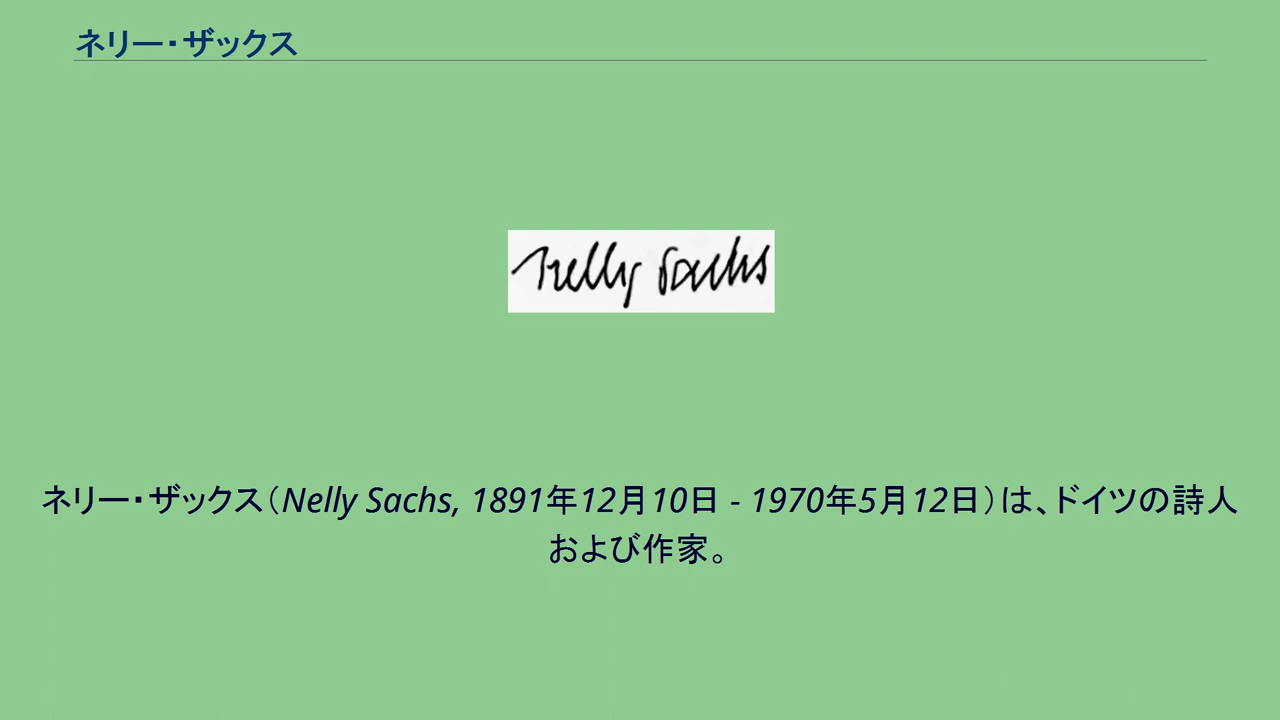 ネリー・ザックス
nelly Sachs
ネリー・ザックス（Nelly Sachs, 1891年12月10日 - 1970年5月12日）は、ドイツの詩人
および作家。